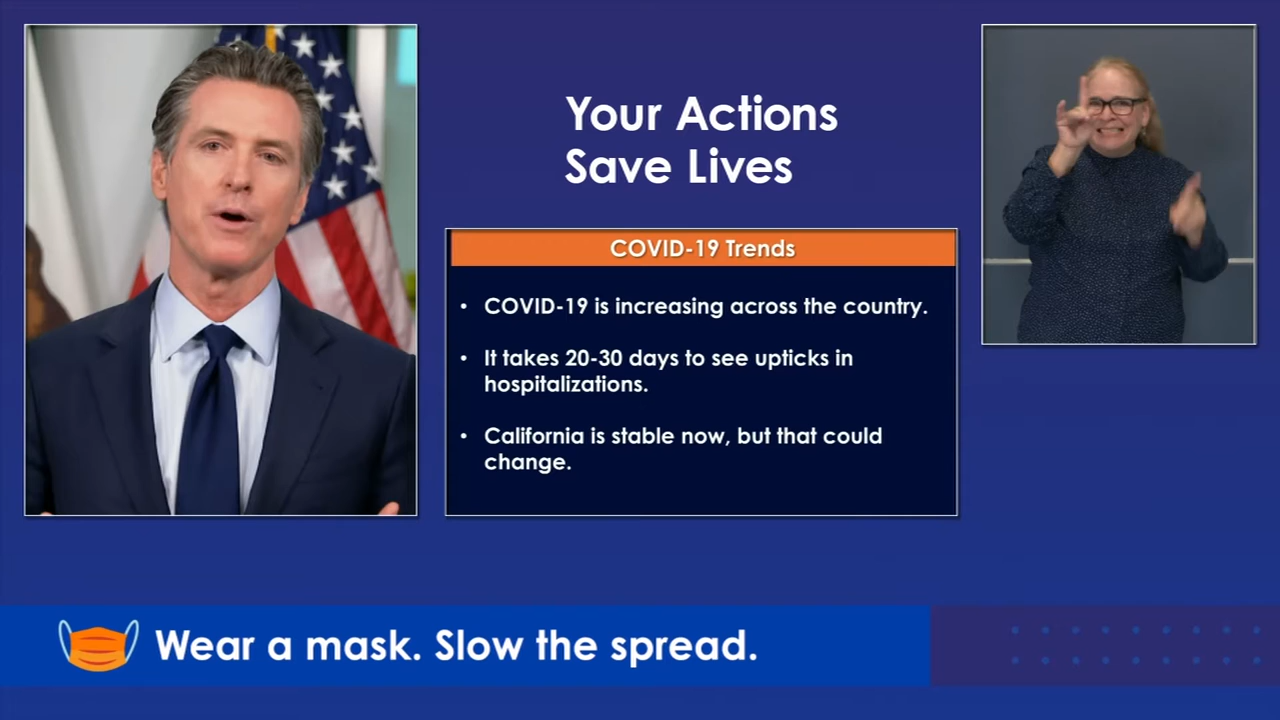 Your Actions
Save Lives
COVID-19 Trends
• COVID-19 is increasing across the country.
• It takes 20-30 days to see upticks in
hospitalizations.
• California is stable now, but that could
change.
Wear a mask. Slow the spread.